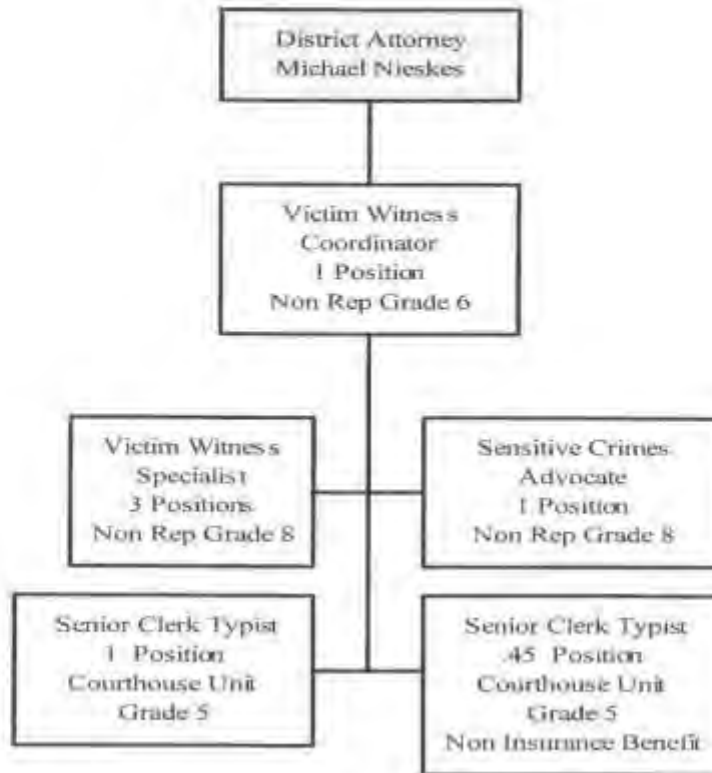 District Attorney
Michael Nieskes
Victim Witness
Coordinator
1 Position
Non Rep Grade 6
Victim Witness
Specialist
3 Positions
Non Rep Grade 8
Sensitive Crimes
Advocate
1 Position
Non Rep Grade 8
Senior Clerk Typist
1 Position
Courthouse Unit
Grade 5
Senior Clerk Typist
.45 Position
Courthouse Unit
Grade 5
Non Insurance Benefit